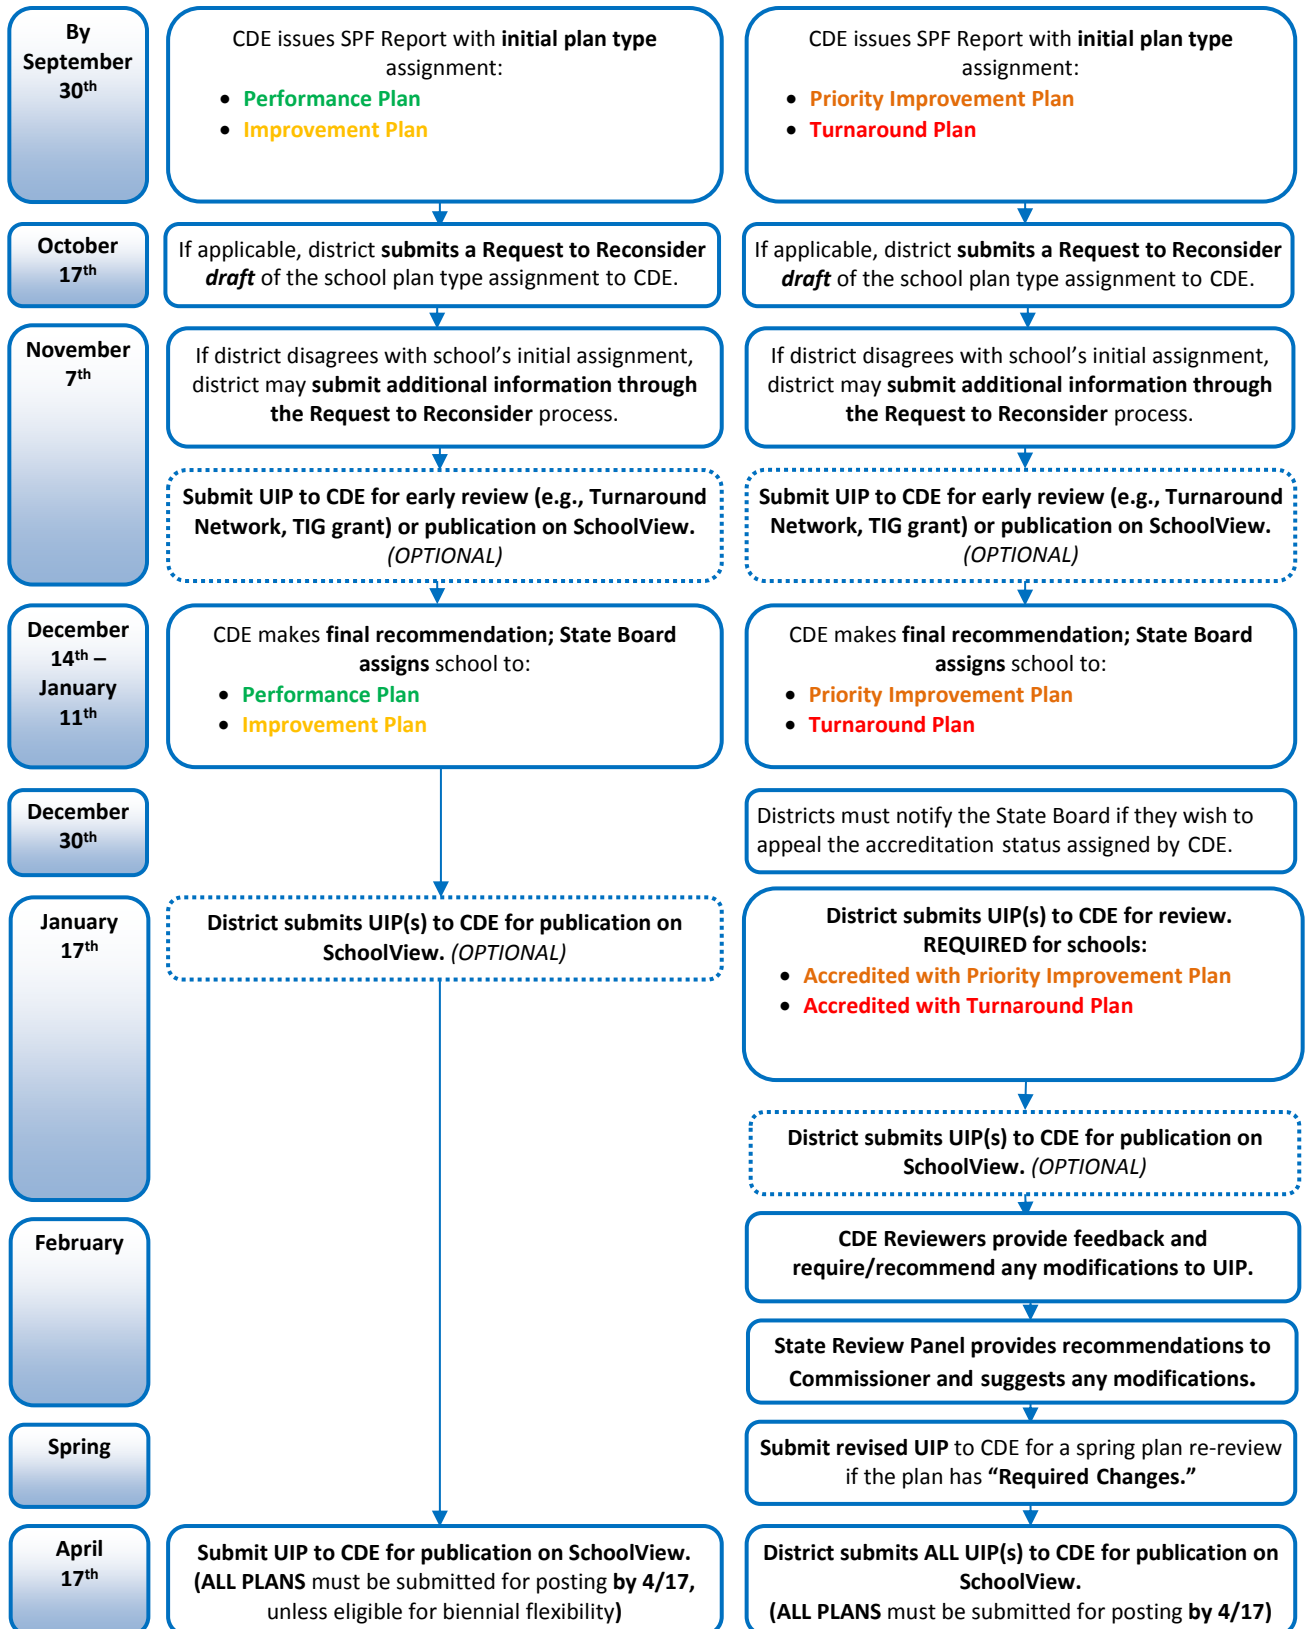 By
September
30th
CDE issues SPF Report with initial plan type
assignment:
• Performance Plan
• Improvement Plan
CDE issues SPF Report with initial plan type
assignment:
• Priority Improvement Plan
• Turnaround Plan
October
17th
If applicable, district submits a Request to Reconsider
draft of the school plan type assignment to CDE.
If applicable, district submits a Request to Reconsider
draft of the school plan type assignment to CDE.
November
7th
If district disagrees with school’s initial assignment,
district may submit additional information through
the Request to Reconsider process.
If district disagrees with school’s initial assignment,
district may submit additional information through
the Request to Reconsider process.
Submit UIP to CDE for early review (e.g., Turnaround
Network, TIG grant) or publication on SchoolView.
(OPTIONAL)
Submit UIP to CDE for early review (e.g., Turnaround
Network, TIG grant) or publication on SchoolView.
(OPTIONAL)
December
14th –
January
11th
CDE makes final recommendation; State Board
assigns school to:
• Performance Plan
• Improvement Plan
CDE makes final recommendation; State Board
assigns school to:
• Priority Improvement Plan
• Turnaround Plan
December
30th
Districts must notify the State Board if they wish to
appeal the accreditation status assigned by CDE.
January
17th
District submits UIP(s) to CDE for publication on
SchoolView. (OPTIONAL)
District submits UIP(s) to CDE for review.
REQUIRED for schools:
• Accredited with Priority Improvement Plan
• Accredited with Turnaround Plan
District submits UIP(s) to CDE for publication on
SchoolView. (OPTIONAL)
February
CDE Reviewers provide feedback and
require/recommend any modifications to UIP.
State Review Panel provides recommendations to
Commissioner and suggests any modifications.
Spring
Submit revised UIP to CDE for a spring plan re-review
if the plan has “Required Changes.”
April
17th
Submit UIP to CDE for publication on SchoolView.
(ALL PLANS must be submitted for posting by 4/17,
unless eligible for biennial flexibility)
District submits ALL UIP(s) to CDE for publication on
SchoolView.
(ALL PLANS must be submitted for posting by 4/17)